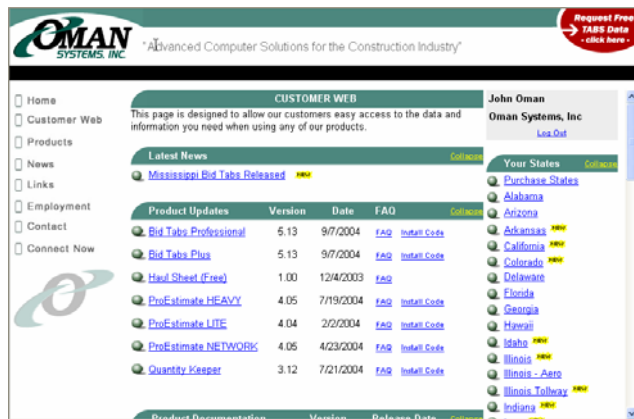 OMAN
SYSTEMS, INC.
"Advanced Computer Solutions for the Construction Industry"
Request Free
TABS Data
- click here -
Home
Customer Web
Products
News
Links
Employment
Contact
Connect Now
CUSTOMER WEB
This page is designed to allow our customers easy access to the data and
information you need when using any of our products.
Latest News Collapse
Mississippi Bid Tabs Released NEW
Product Updates Version Date FAQ Collapse
Bid Tabs Professional 5.13 9/7/2004 FAQ Install Code
Bid Tabs Plus 5.13 9/7/2004 FAQ Install Code
Haul Sheet (Free) 1.00 12/4/2003 FAQ
ProEstimate HEAVY 4.05 7/19/2004 FAQ Install Code
ProEstimate LITE 4.04 2/2/2004 FAQ Install Code
ProEstimate NETWORK 4.05 4/23/2004 FAQ Install Code
Quantity Keeper 3.12 7/21/2004 FAQ Install Code
Product Documentation Version Release Date Collapse
John Oman
Oman Systems, Inc
Log Out
Your States Collapse
Purchase States
Alabama
Arizona
Arkansas NEW
California NEW
Colorado NEW
Delaware
Florida
Georgia
Hawaii
Idaho NEW
Illinois NEW
Illinois - Aero
Illinois Tollway NEW
Indiana NEW